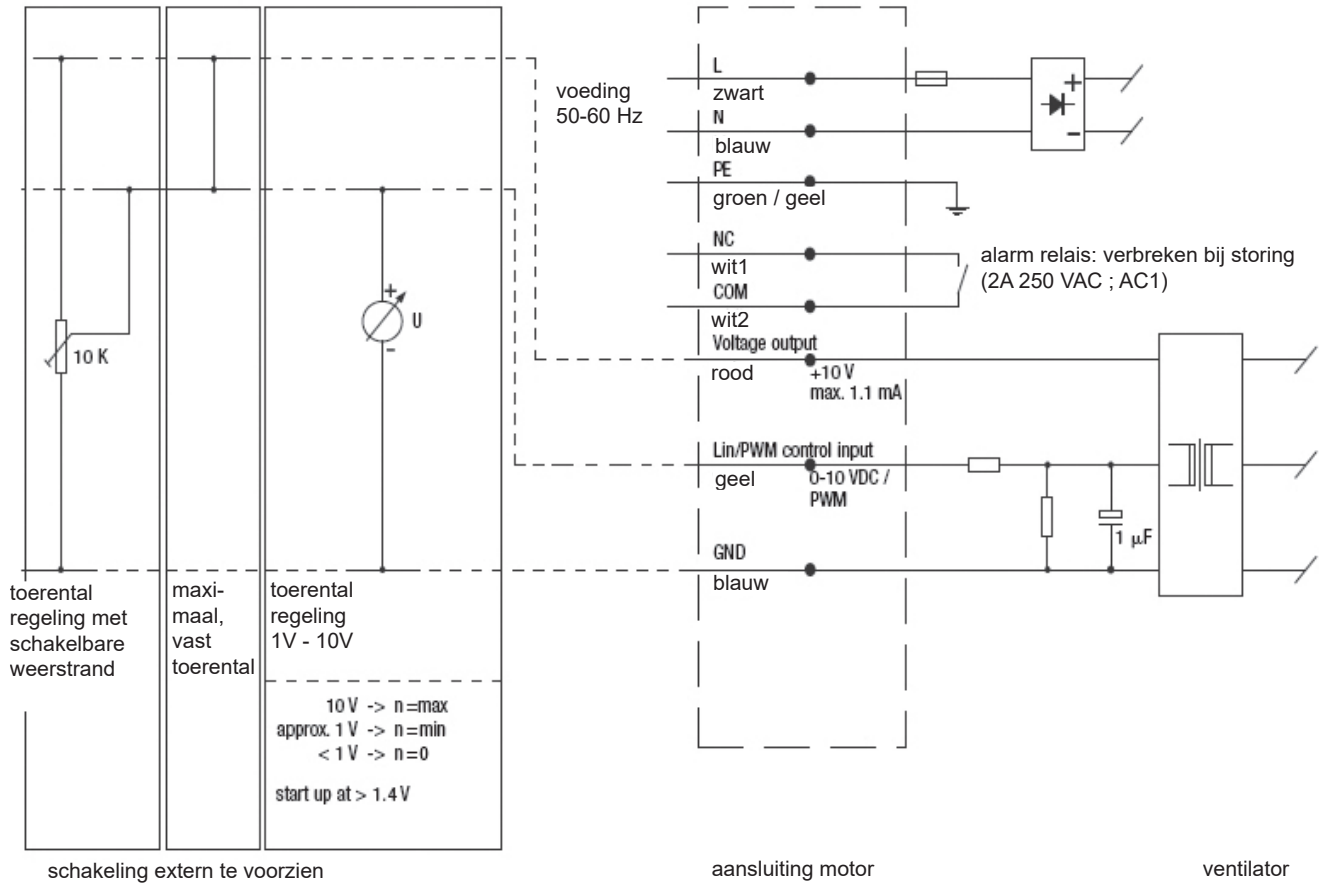 voeding
50-60 Hz
L
zwart
N
blauw
PE
groen / geel
NC
wit1
COM
wit2
alarm relais: verbreken bij storing
(2A 250 VAC ; AC1)
Voltage output
rood
+10 V
max. 1.1 mA
Lin/PWM control input
geel
0-10 VDC /
PWM
GND
blauw
+
-
+
-
U
10 K
1 µF
toerental
regeling met
schakelbare
weerstrand
maxi-
maal,
vast
toerental
toerental
regeling
1V - 10V
10 V -> n=max
approx. 1 V -> n=min
< 1 V -> n=0
start up at > 1.4 V
schakeling extern te voorzien
aansluiting motor
ventilator